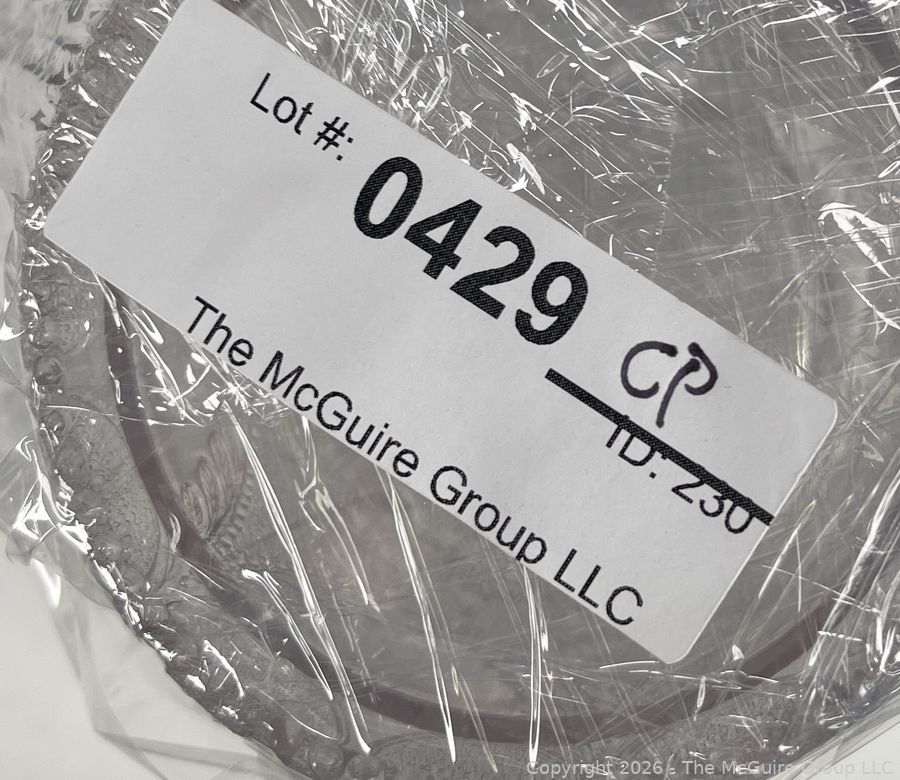 Lot #:
0429
CP
ID: 230
The McGuire Group LLC
Copyright 2026 - The McGuire Group LLC